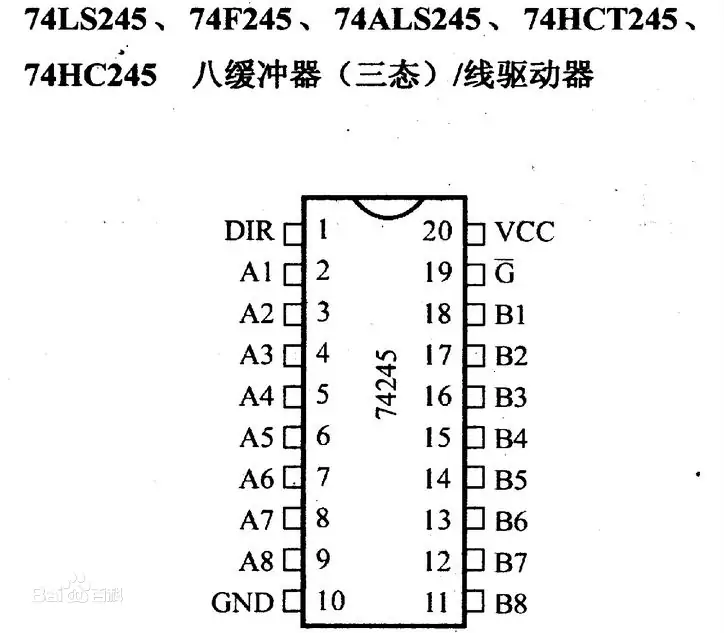 74LS245、74F245、74ALS245、74HCT245、
74HC245 八缓冲器（三态）/线驱动器
DIR 1 20 VCC
A1 2 19 G̅
A2 3 18 B1
A3 4 17 B2
A4 5 16 B3
A5 6 15 B4
A6 7 14 B5
A7 8 13 B6
A8 9 12 B7
GND 10 11 B8
74245
Bai百科